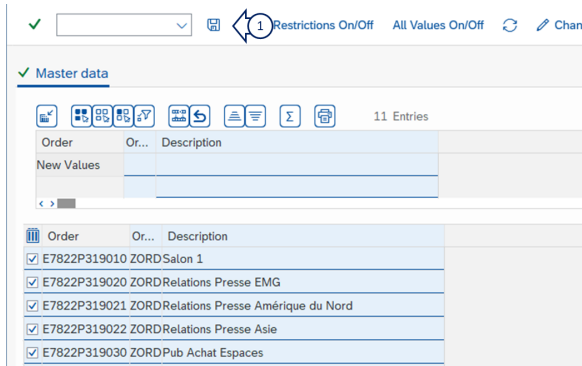 1 Restrictions On/Off All Values On/Off Chan
Master data
11 Entries
Order Or... Description
New Values
Order Or... Description
E7822P319010 ZORD Salon 1
E7822P319020 ZORD Relations Presse EMG
E7822P319021 ZORD Relations Presse Amérique du Nord
E7822P319022 ZORD Relations Presse Asie
E7822P319030 ZORD Pub Achat Espaces